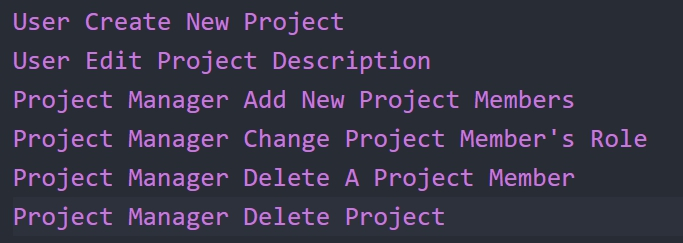 User Create New Project
User Edit Project Description
Project Manager Add New Project Members
Project Manager Change Project Member's Role
Project Manager Delete A Project Member
Project Manager Delete Project